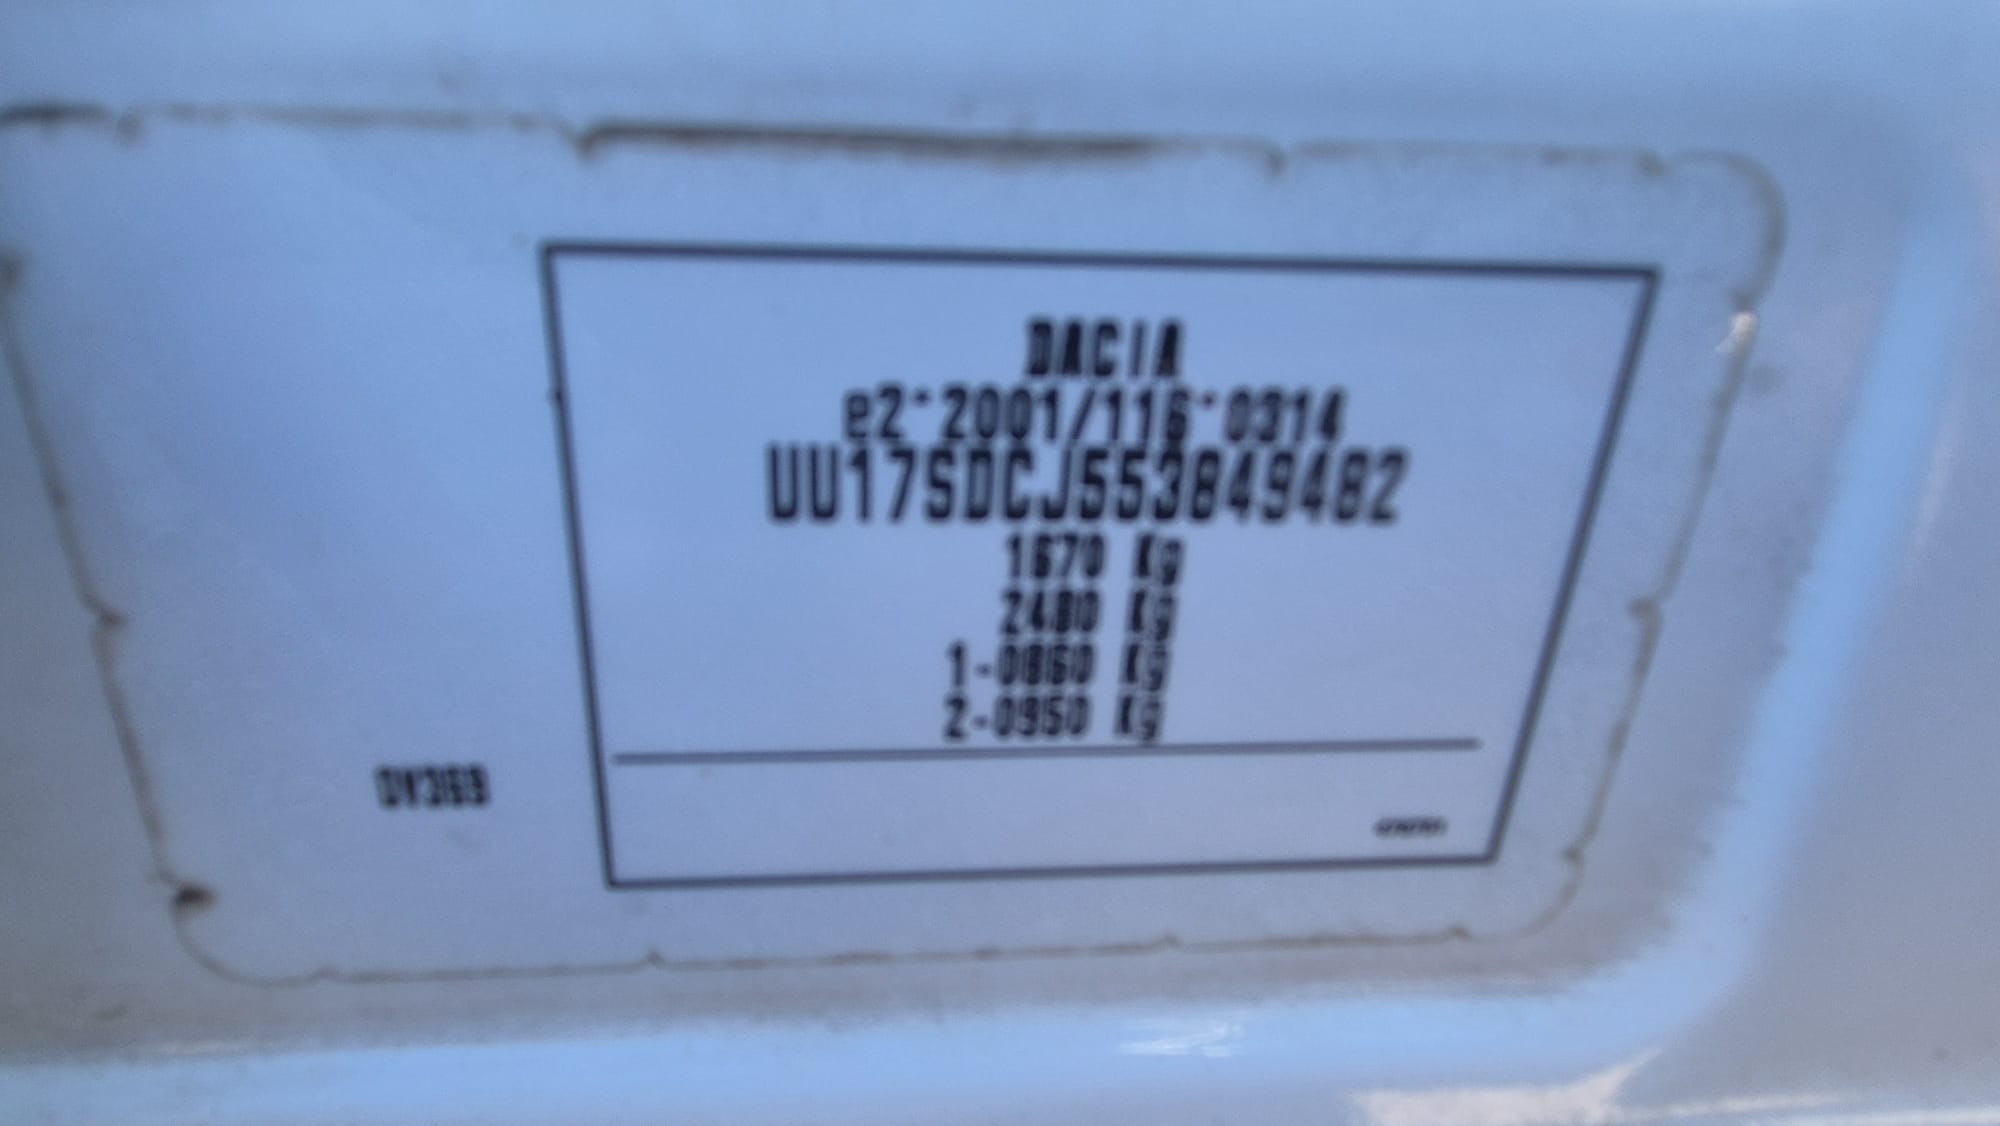 DACIA
e2*2001/116*0314
UU17SDCJ553849482
1670 Kg
2480 Kg
1-0860 Kg
2-0950 Kg
DV369